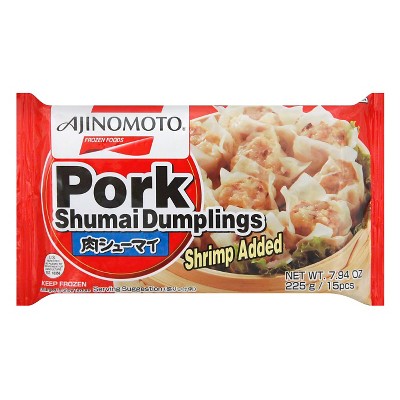 AJINOMOTO®
FROZEN FOODS
Pork
Shumai Dumplings
肉シューマイ
Shrimp Added
KEEP FROZEN
Serving Suggestion
NET WT. 7.94 OZ
225 g / 15pcs